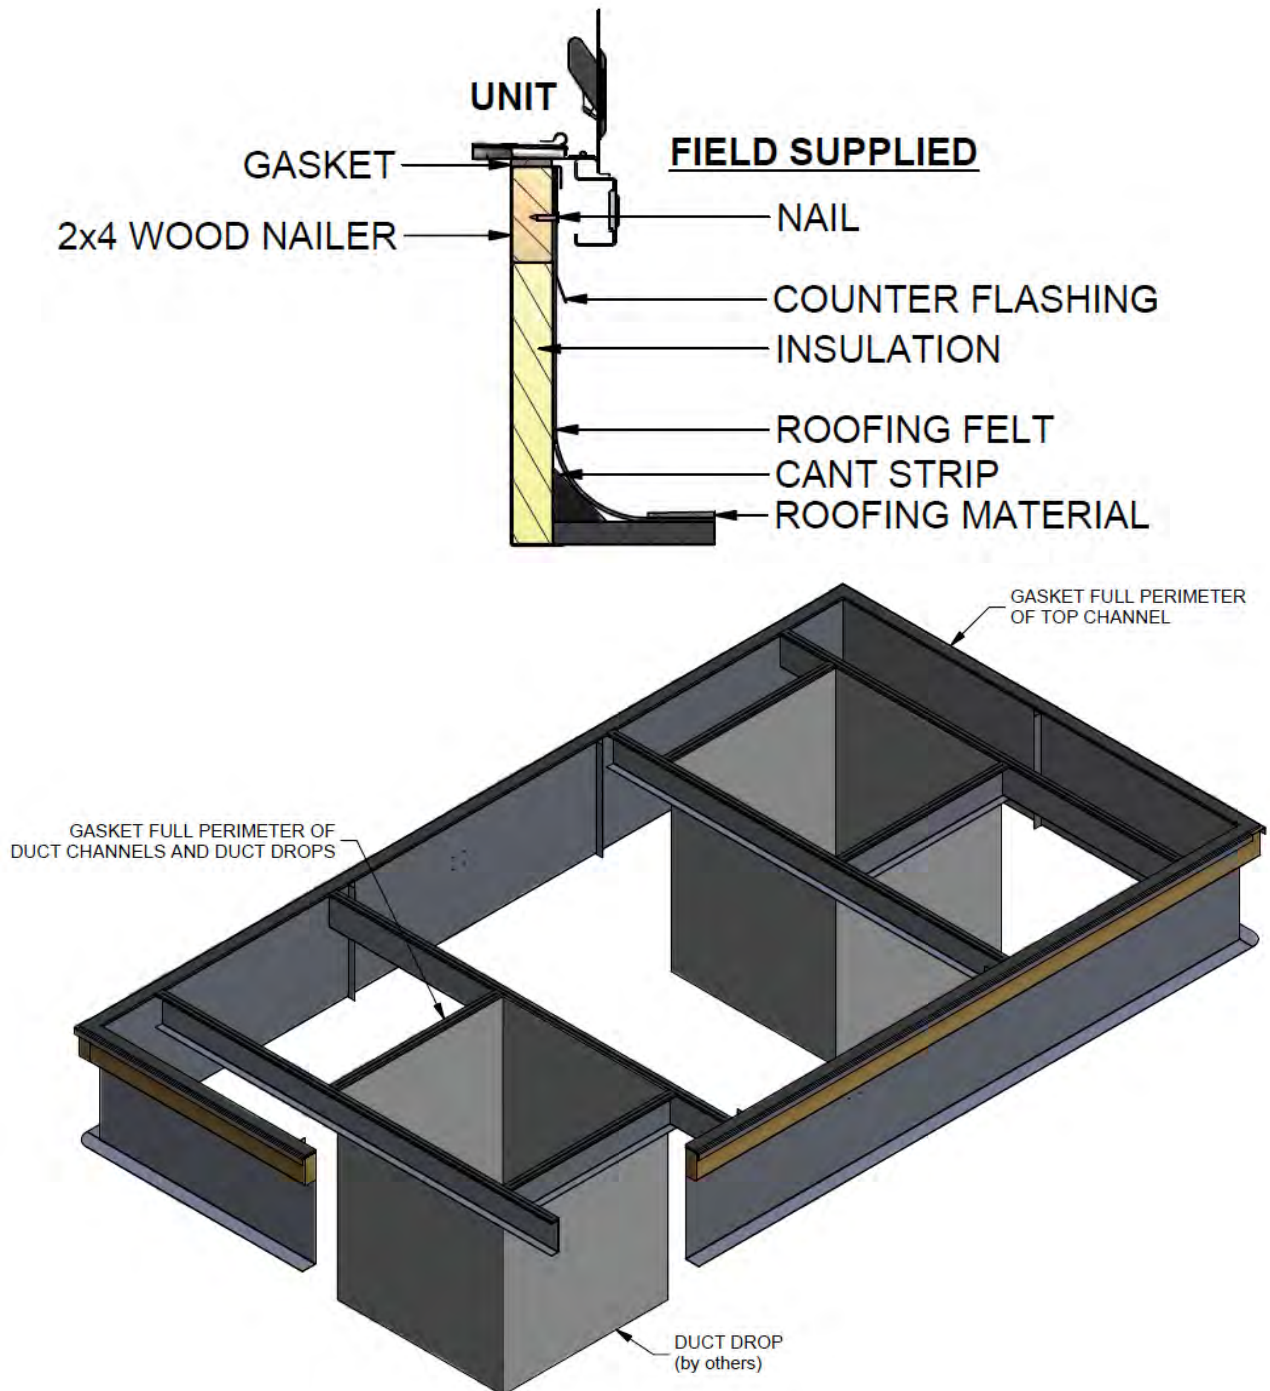 UNIT
FIELD SUPPLIED
GASKET
NAIL
2x4 WOOD NAILER
COUNTER FLASHING
INSULATION
ROOFING FELT
CANT STRIP
ROOFING MATERIAL
GASKET FULL PERIMETER
OF TOP CHANNEL
GASKET FULL PERIMETER OF
DUCT CHANNELS AND DUCT DROPS
DUCT DROP
(by others)